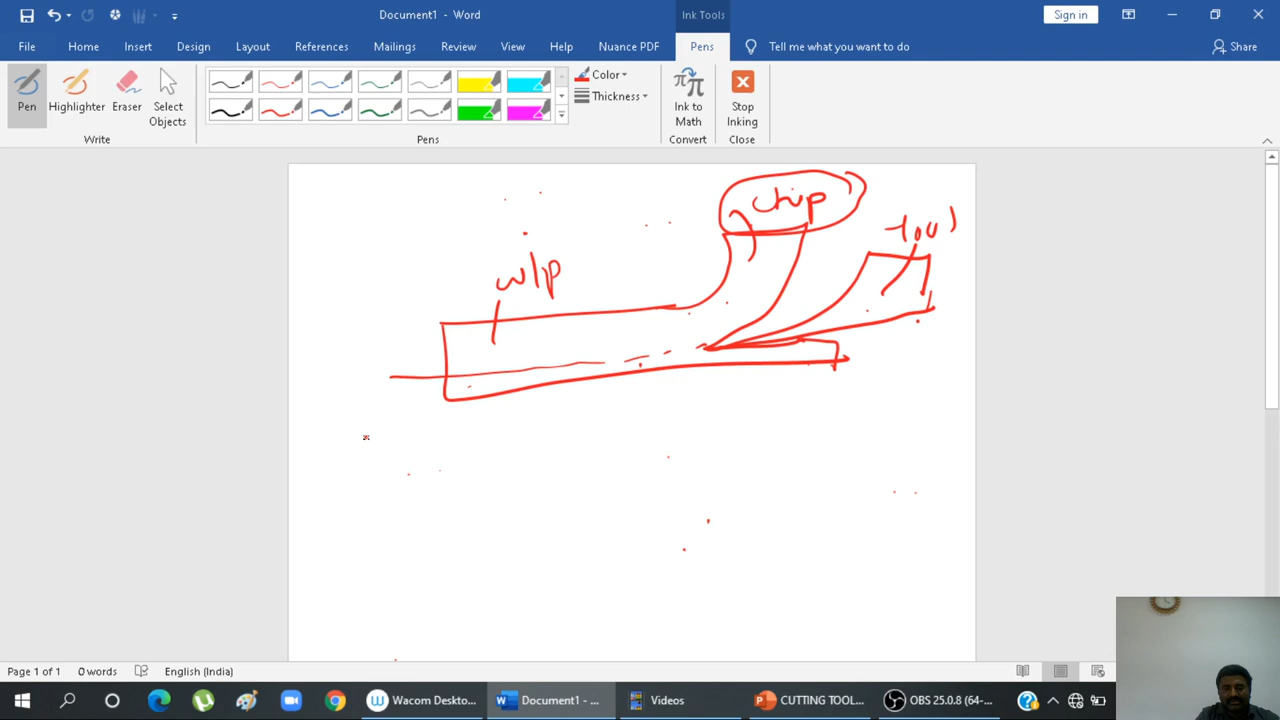 Document1 - Word
Ink Tools
Sign in
File Home Insert Design Layout References Mailings Review View Help Nuance PDF Pens Tell me what you want to do Share
Pen Highlighter Eraser Select Objects
Color
Thickness
Ink to Math
Stop Inking
Write Pens Convert Close
chip
tool
w/p
Page 1 of 1 0 words English (India)
Wacom Deskto... Document1 - ... Videos CUTTING TOOL... OBS 25.0.8 (64-...